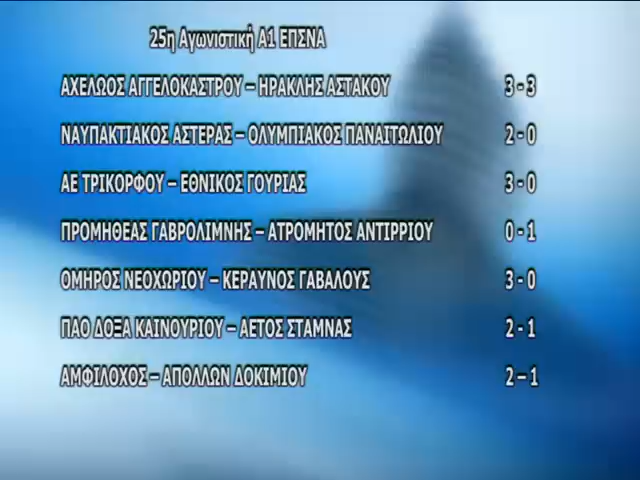 25η Αγωνιστική Α1 ΕΠΣΝΑ
ΑΧΕΛΩΟΣ ΑΓΓΕΛΟΚΑΣΤΡΟΥ – ΗΡΑΚΛΗΣ ΑΣΤΑΚΟΥ 3 - 3
ΝΑΥΠΑΚΤΙΑΚΟΣ ΑΣΤΕΡΑΣ – ΟΛΥΜΠΙΑΚΟΣ ΠΑΝΑΙΤΩΛΙΟΥ 2 - 0
ΑΕ ΤΡΙΚΟΡΦΟΥ – ΕΘΝΙΚΟΣ ΓΟΥΡΙΑΣ 3 - 0
ΠΡΟΜΗΘΕΑΣ ΓΑΒΡΟΛΙΜΝΗΣ – ΑΤΡΟΜΗΤΟΣ ΑΝΤΙΡΡΙΟΥ 0 - 1
ΟΜΗΡΟΣ ΝΕΟΧΩΡΙΟΥ – ΚΕΡΑΥΝΟΣ ΓΑΒΑΛΟΥΣ 3 - 0
ΠΑΟ ΔΟΞΑ ΚΑΙΝΟΥΡΙΟΥ – ΑΕΤΟΣ ΣΤΑΜΝΑΣ 2 - 1
ΑΜΦΙΛΟΧΟΣ – ΑΠΟΛΛΩΝ ΔΟΚΙΜΙΟΥ 2 – 1